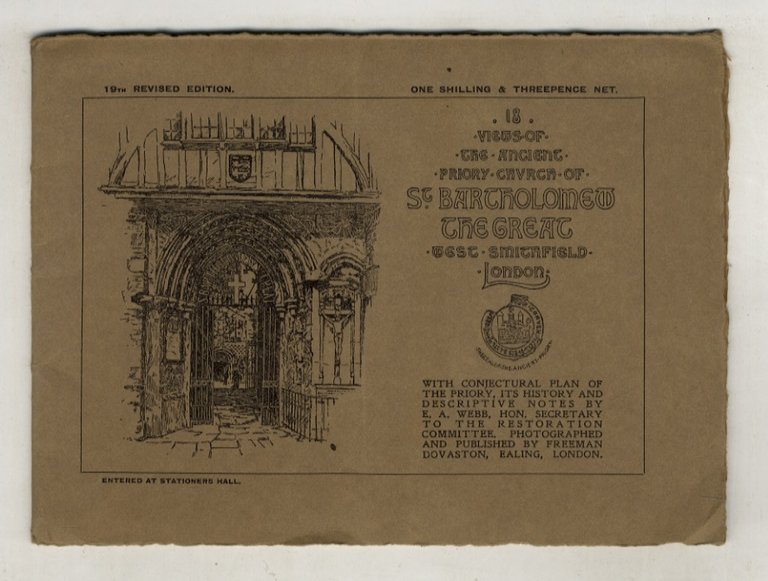 19TH REVISED EDITION.
ONE SHILLING & THREEPENCE NET.
. 18 .
·VIEWS·OF·
·THE·ANCIENT·
·PRIORY·CHVRCH·OF·
ST BARTHOLOMEW
THE GREAT
·WEST·SMITHFIELD·
·London·
WITH CONJECTURAL PLAN OF
THE PRIORY, ITS HISTORY AND
DESCRIPTIVE NOTES BY
E. A. WEBB, HON. SECRETARY
TO THE RESTORATION
COMMITTEE. PHOTOGRAPHED
AND PUBLISHED BY FREEMAN
DOVASTON, EALING, LONDON.
ENTERED AT STATIONERS HALL.